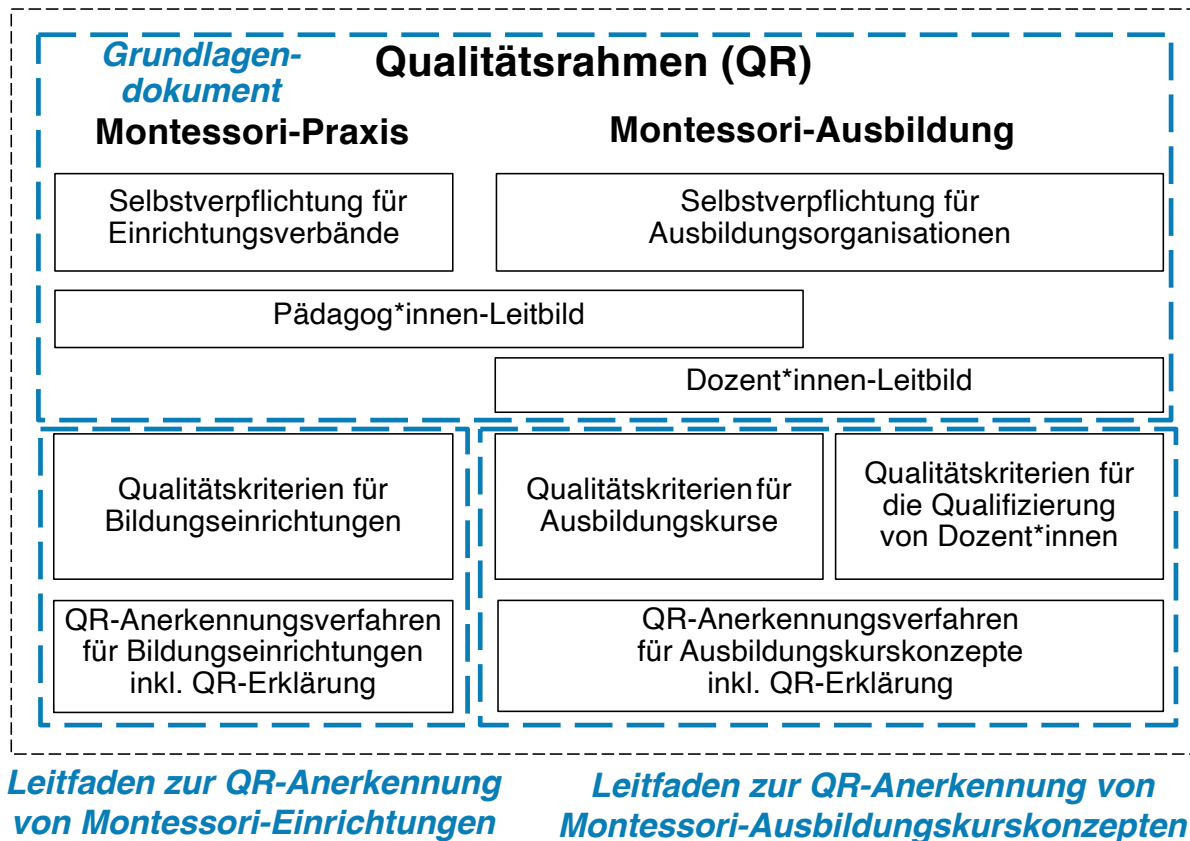 Grundlagen-
dokument
Qualitätsrahmen (QR)
Montessori-Praxis
Montessori-Ausbildung
Selbstverpflichtung für
Einrichtungsverbände
Selbstverpflichtung für
Ausbildungsorganisationen
Pädagog*innen-Leitbild
Dozent*innen-Leitbild
Qualitätskriterien für
Bildungseinrichtungen
Qualitätskriterien für
Ausbildungskurse
Qualitätskriterien für
die Qualifizierung
von Dozent*innen
QR-Anerkennungsverfahren
für Bildungseinrichtungen
inkl. QR-Erklärung
QR-Anerkennungsverfahren
für Ausbildungskurskonzepte
inkl. QR-Erklärung
Leitfaden zur QR-Anerkennung
von Montessori-Einrichtungen
Leitfaden zur QR-Anerkennung von
Montessori-Ausbildungskurskonzepten